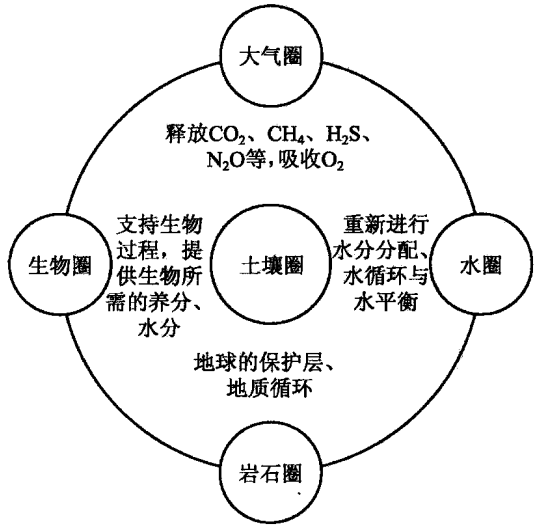 大气圈
释放CO₂、CH₄、H₂S、
N₂O等，吸收O₂
生物圈
支持生物
过程，提
供生物所
需的养分、
水分
土壤圈
重新进行
水分分配、
水循环与
水平衡
水圈
地球的保护层、
地质循环
岩石圈